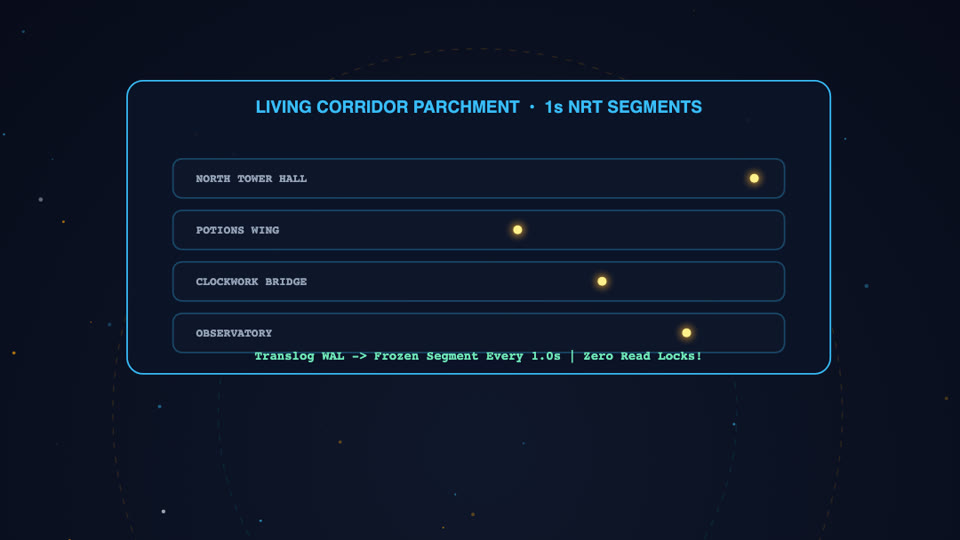 LIVING CORRIDOR PARCHMENT • 1s NRT SEGMENTS
NORTH TOWER HALL
POTIONS WING
CLOCKWORK BRIDGE
OBSERVATORY
Translog WAL -> Frozen Segment Every 1.0s | Zero Read Locks!